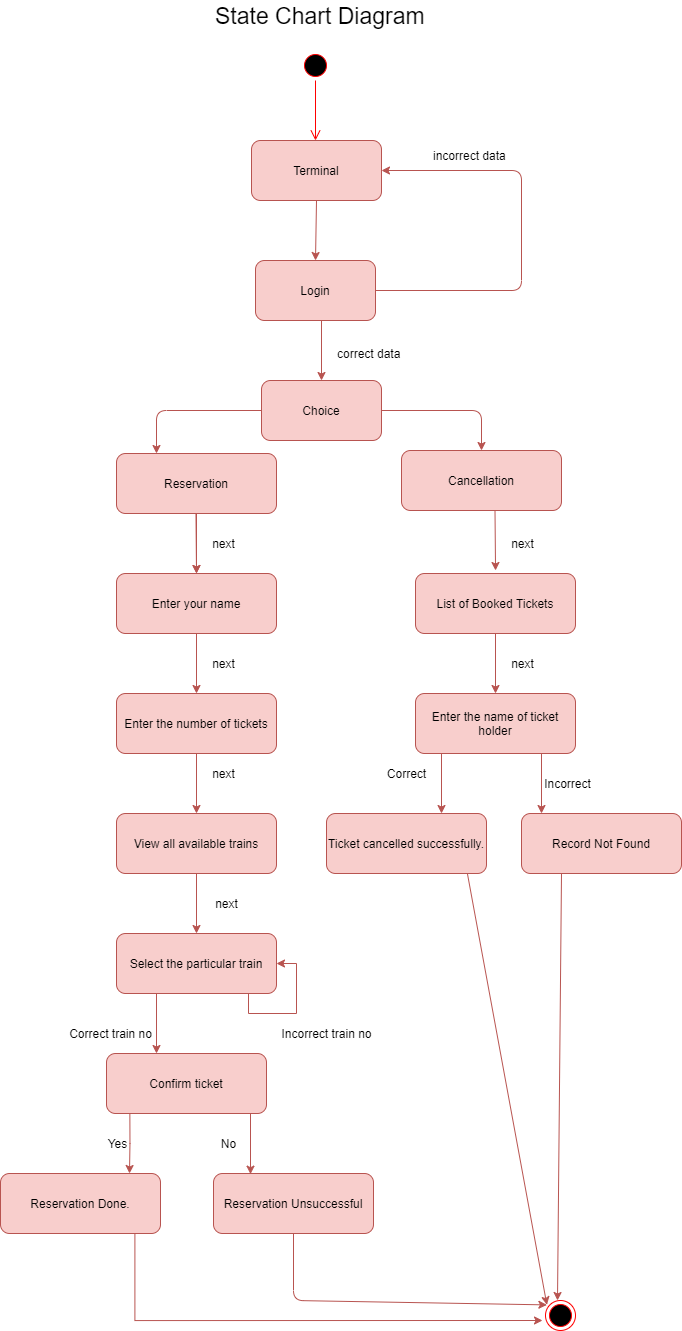 State Chart Diagram
Terminal
incorrect data
Login
correct data
Choice
Reservation
Cancellation
next
next
Enter your name
List of Booked Tickets
next
next
Enter the number of tickets
Enter the name of ticket
holder
next
Correct
Incorrect
View all available trains
Ticket cancelled successfully.
Record Not Found
next
Select the particular train
Correct train no
Incorrect train no
Confirm ticket
Yes
No
Reservation Done.
Reservation Unsuccessful